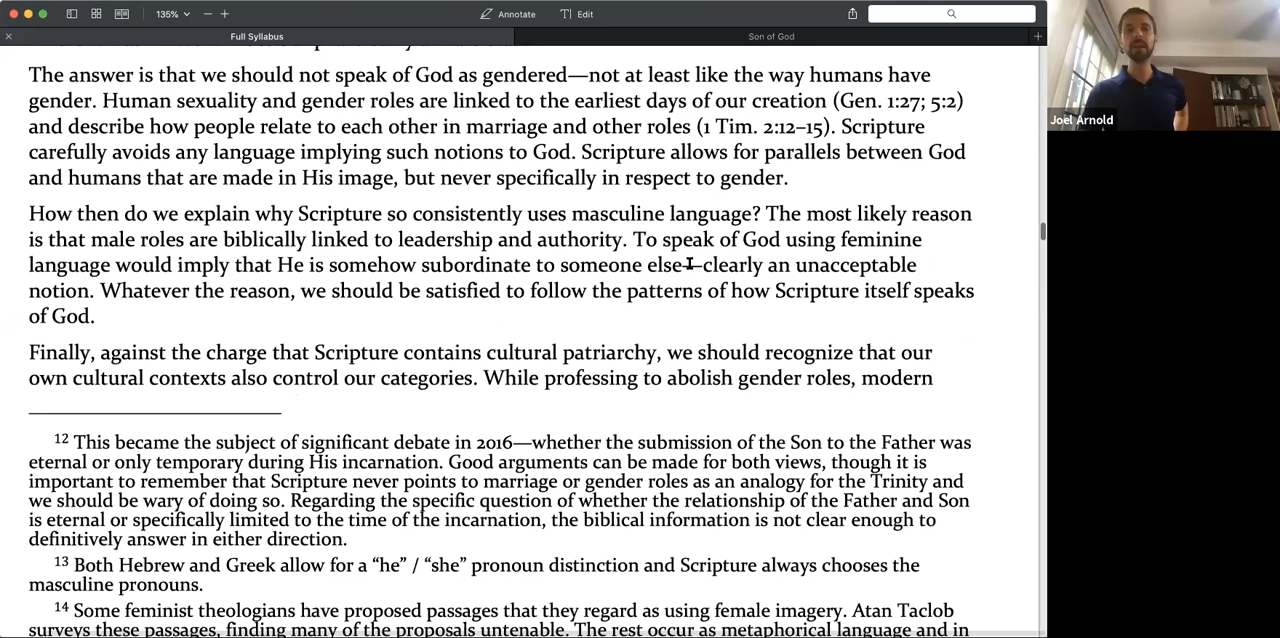 135%
Annotate
Edit
Full Syllabus
Son of God
The answer is that we should not speak of God as gendered—not at least like the way humans have
gender. Human sexuality and gender roles are linked to the earliest days of our creation (Gen. 1:27; 5:2)
and describe how people relate to each other in marriage and other roles (1 Tim. 2:12–15). Scripture
carefully avoids any language implying such notions to God. Scripture allows for parallels between God
and humans that are made in His image, but never specifically in respect to gender.
How then do we explain why Scripture so consistently uses masculine language? The most likely reason
is that male roles are biblically linked to leadership and authority. To speak of God using feminine
language would imply that He is somehow subordinate to someone else—clearly an unacceptable
notion. Whatever the reason, we should be satisfied to follow the patterns of how Scripture itself speaks
of God.
Finally, against the charge that Scripture contains cultural patriarchy, we should recognize that our
own cultural contexts also control our categories. While professing to abolish gender roles, modern
12 This became the subject of significant debate in 2016—whether the submission of the Son to the Father was
eternal or only temporary during His incarnation. Good arguments can be made for both views, though it is
important to remember that Scripture never points to marriage or gender roles as an analogy for the Trinity and
we should be wary of doing so. Regarding the specific question of whether the relationship of the Father and Son
is eternal or specifically limited to the time of the incarnation, the biblical information is not clear enough to
definitively answer in either direction.
13 Both Hebrew and Greek allow for a “he” / “she” pronoun distinction and Scripture always chooses the
masculine pronouns.
14 Some feminist theologians have proposed passages that they regard as using female imagery. Atan Taclob
surveys these passages, finding many of the proposals untenable. The rest occur as metaphorical language and in
Joel Arnold